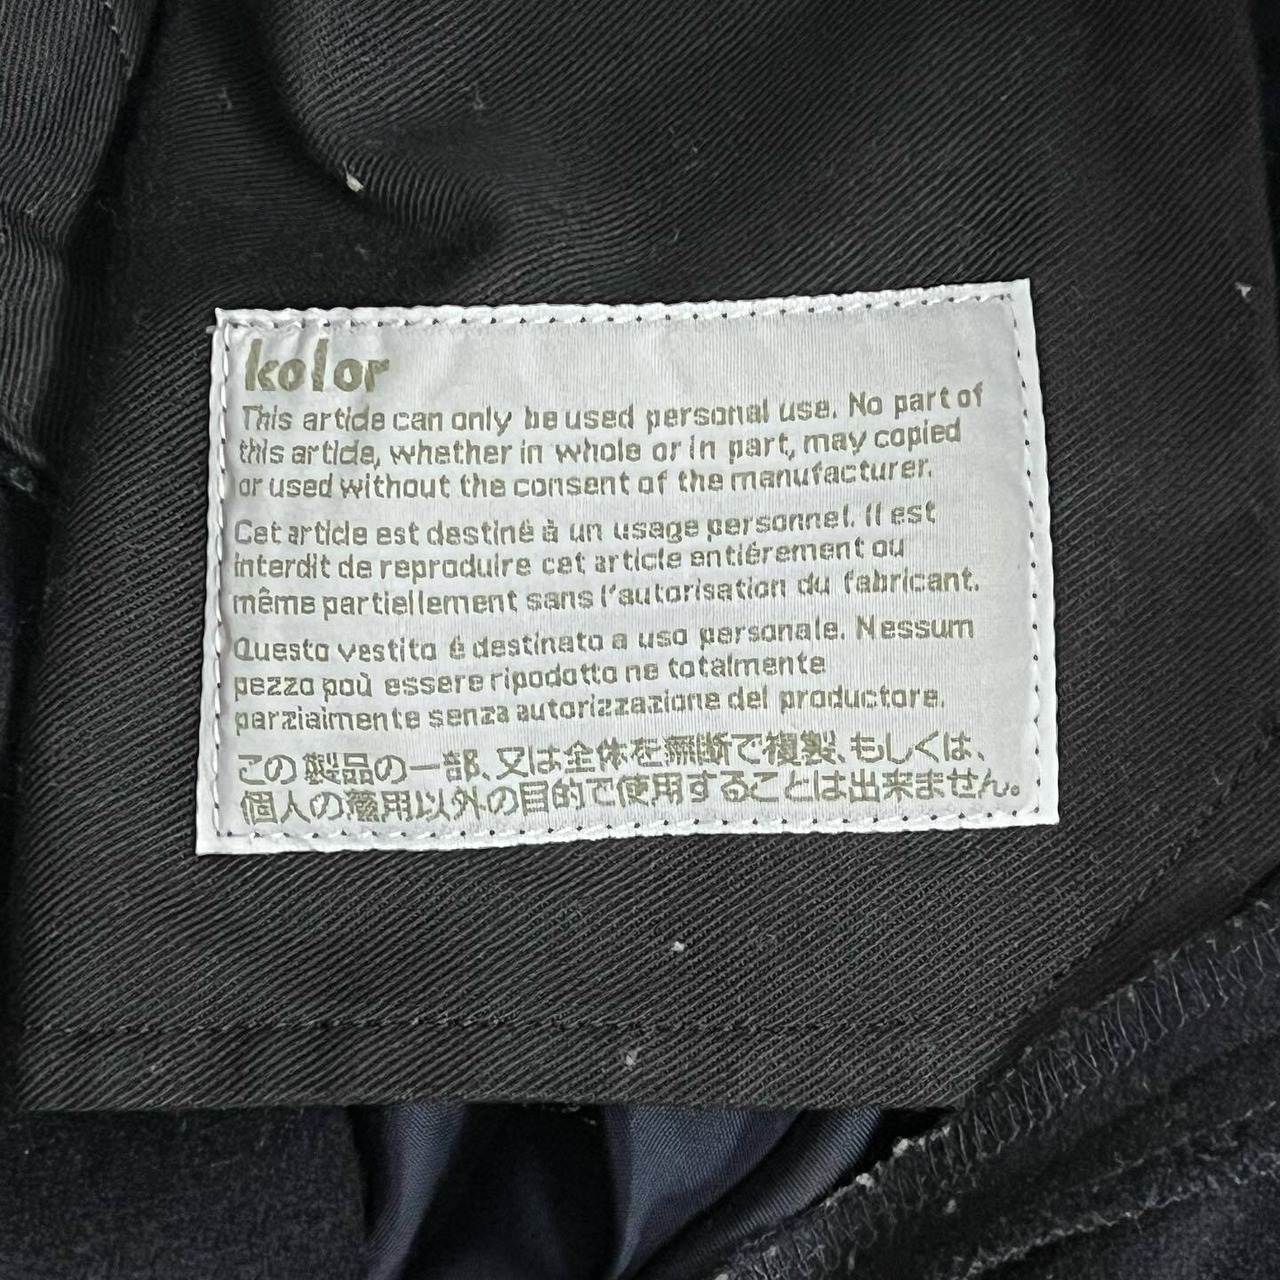 kolor
This article can only be used personal use. No part of
this article, whether in whole or in part, may copied
or used without the consent of the manufacturer.
Cet article est destiné à un usage personnel. Il est
interdit de reproduire cet article entiérement ou
même partiellement sans l'autorisation du fabricant.
Questo vestito é destinato a uso personale. Nessum
pezzo poù essere ripodotto ne totalmente
parziaimente senza autorizzazione del productore.
この製品の一部、又は全体を無断で複製、もしくは、
個人の着用以外の目的で使用することは出来ません。